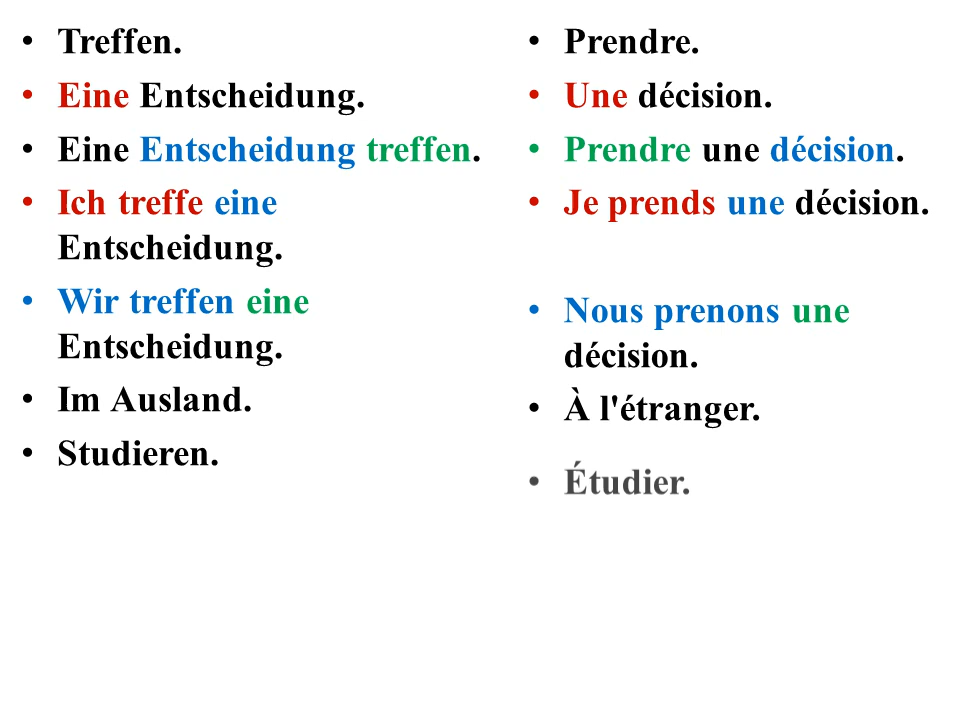 • Treffen.
• Eine Entscheidung.
• Eine Entscheidung treffen.
• Ich treffe eine
Entscheidung.
• Wir treffen eine
Entscheidung.
• Im Ausland.
• Studieren.
• Prendre.
• Une décision.
• Prendre une décision.
• Je prends une décision.
• Nous prenons une
décision.
• À l'étranger.
• Étudier.